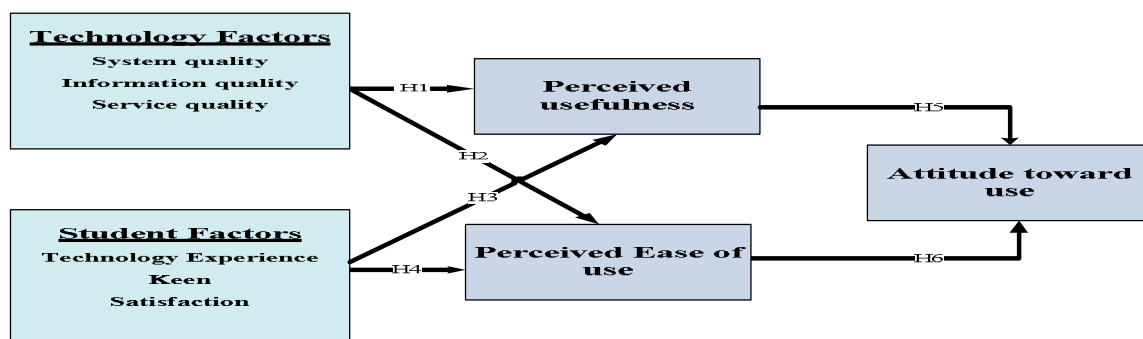 Technology Factors
System quality
Information quality
Service quality
H1
Perceived
usefulness
H5
H2
Attitude toward
use
H3
Student Factors
Technology Experience
Keen
Satisfaction
H4
Perceived Ease of
use
H6